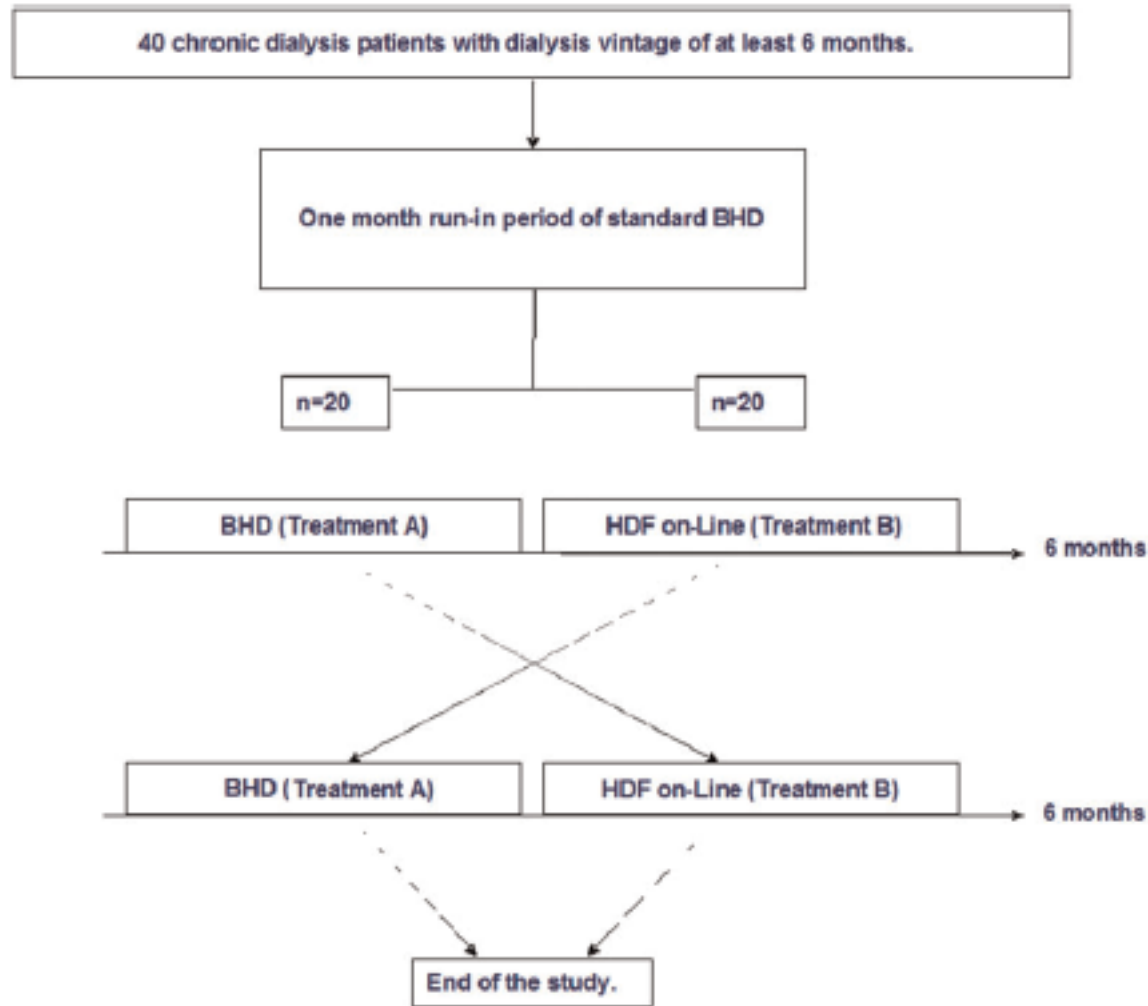 40 chronic dialysis patients with dialysis vintage of at least 6 months.
One month run-in period of standard BHD
n=20
n=20
BHD (Treatment A)
HDF on-Line (Treatment B)
6 months
BHD (Treatment A)
HDF on-Line (Treatment B)
6 months
End of the study.